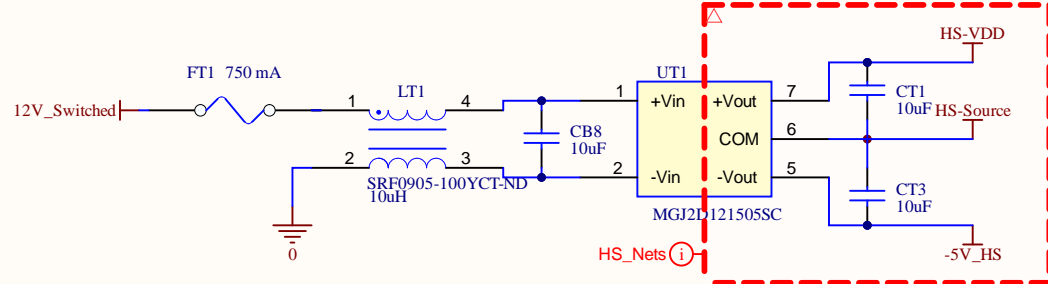 HS-VDD
FT1 750 mA
UT1
12V_Switched
1
LT1
4
1
+Vin
+Vout
7
CT1
10uF
HS-Source
CB8
10uF
COM
6
2
3
2
-Vin
-Vout
5
SRF0905-100YCT-ND
10uH
CT3
10uF
MGJ2D121505SC
0
HS_Nets
i
-5V_HS